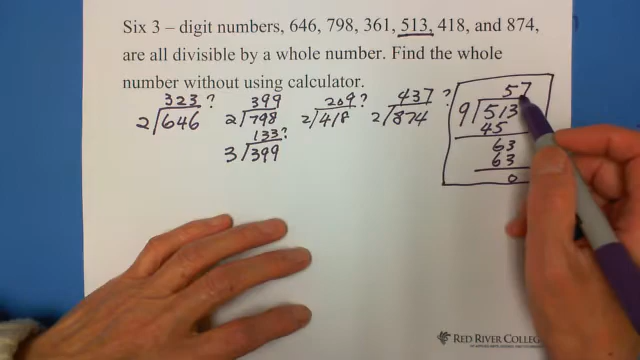 Six 3 – digit numbers, 646, 798, 361, 513, 418, and 874,
are all divisible by a whole number. Find the whole
number without using calculator.
323 ? 399 209 ? 437 ? 57
2 646 2 798 2 418 2 874 9 513
133 ? 45
3 399 63
63
0
RED RIVER COLLEGE